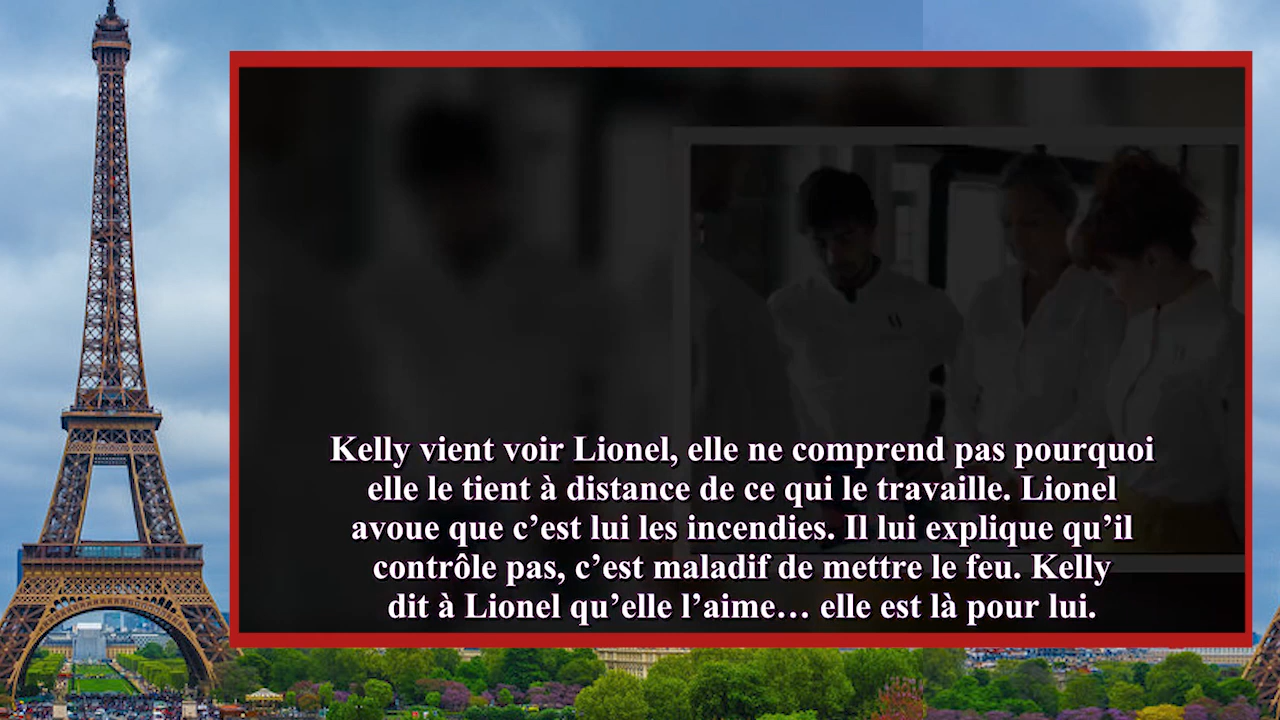 Kelly vient voir Lionel, elle ne comprend pas pourquoi
elle le tient à distance de ce qui le travaille. Lionel
avoue que c’est lui les incendies. Il lui explique qu’il
contrôle pas, c’est maladif de mettre le feu. Kelly
dit à Lionel qu’elle l’aime… elle est là pour lui.